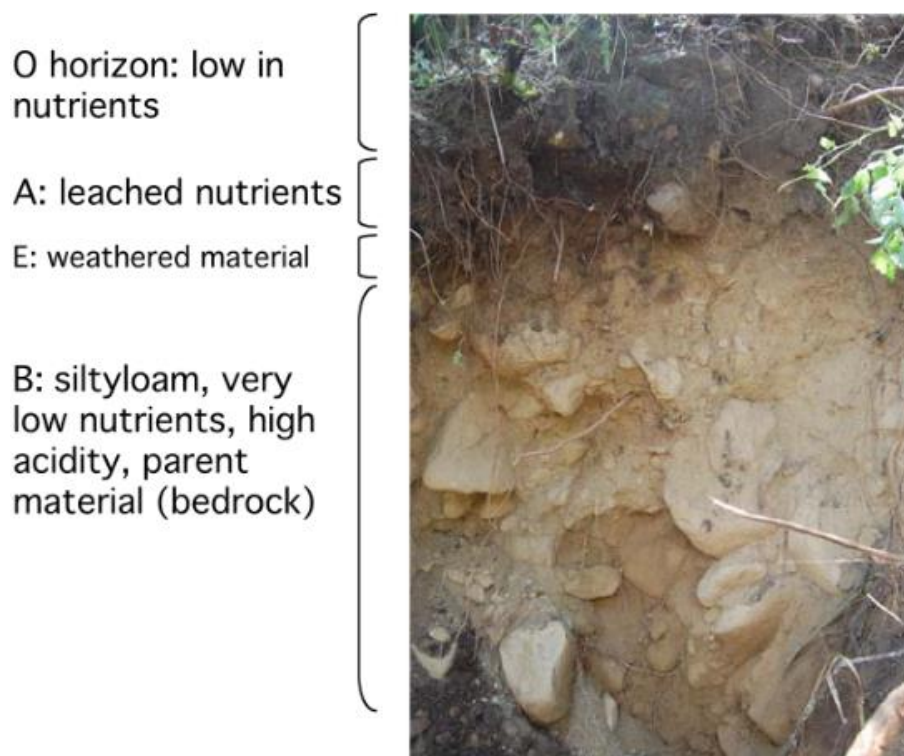 O horizon: low in
nutrients
A: leached nutrients
E: weathered material
B: siltyloam, very
low nutrients, high
acidity, parent
material (bedrock)